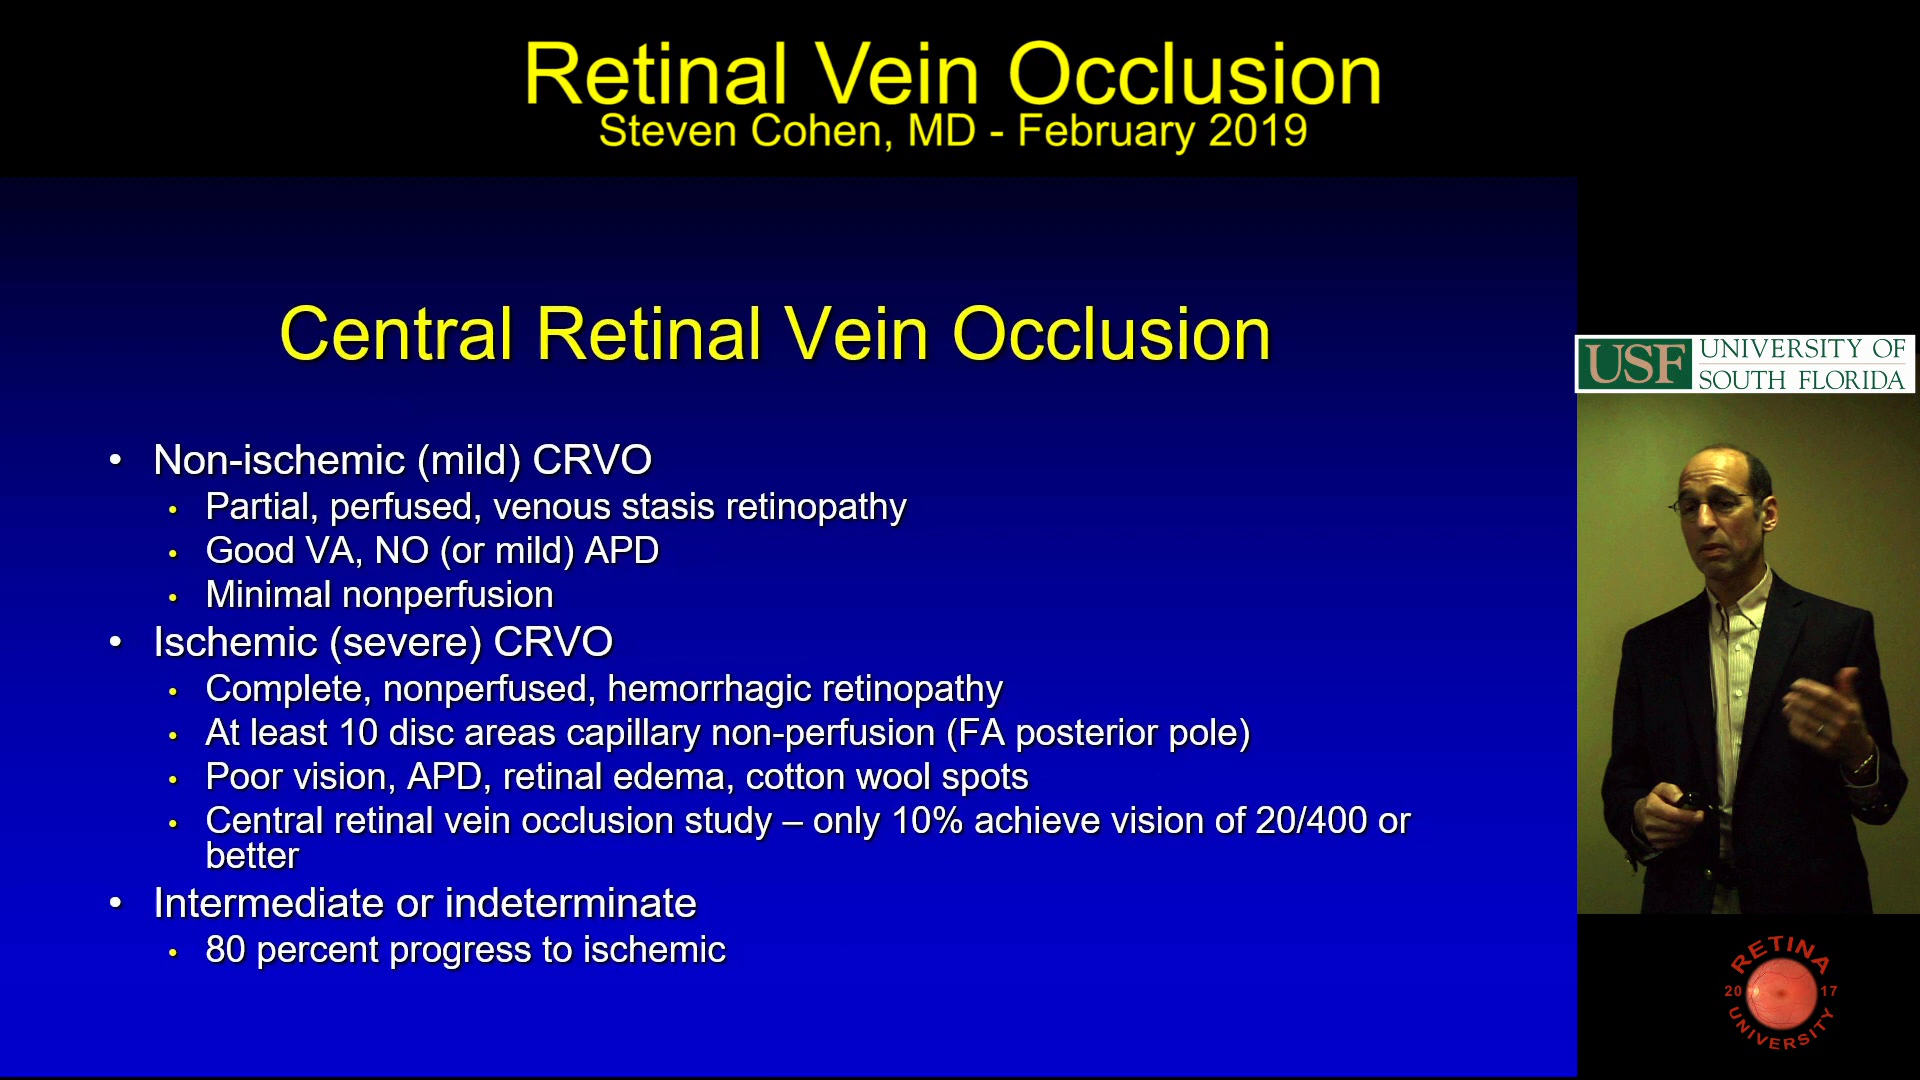 Retinal Vein Occlusion
Steven Cohen, MD - February 2019
Central Retinal Vein Occlusion
• Non-ischemic (mild) CRVO
• Partial, perfused, venous stasis retinopathy
• Good VA, NO (or mild) APD
• Minimal nonperfusion
• Ischemic (severe) CRVO
• Complete, nonperfused, hemorrhagic retinopathy
• At least 10 disc areas capillary non-perfusion (FA posterior pole)
• Poor vision, APD, retinal edema, cotton wool spots
• Central retinal vein occlusion study – only 10% achieve vision of 20/400 or
better
• Intermediate or indeterminate
• 80 percent progress to ischemic
USF UNIVERSITY OF
SOUTH FLORIDA
RETINA
20 17
UNIVERSITY